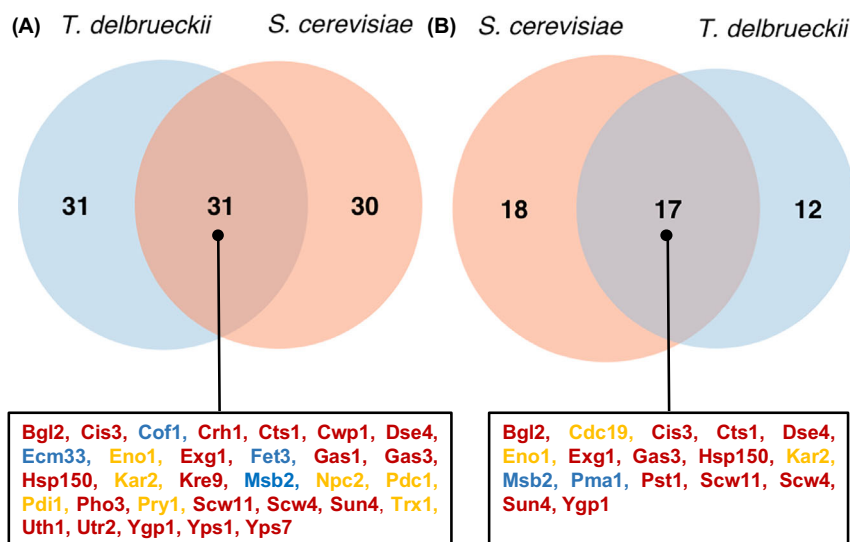 (A) T. delbrueckii S. cerevisiae
31 31 30
Bgl2, Cis3, Cof1, Crh1, Cts1, Cwp1, Dse4,
Ecm33, Eno1, Exg1, Fet3, Gas1, Gas3,
Hsp150, Kar2, Kre9, Msb2, Npc2, Pdc1,
Pdi1, Pho3, Pry1, Scw11, Scw4, Sun4, Trx1,
Uth1, Utr2, Ygp1, Yps1, Yps7
(B) S. cerevisiae T. delbrueckii
18 17 12
Bgl2, Cdc19, Cis3, Cts1, Dse4,
Eno1, Exg1, Gas3, Hsp150, Kar2,
Msb2, Pma1, Pst1, Scw11, Scw4,
Sun4, Ygp1